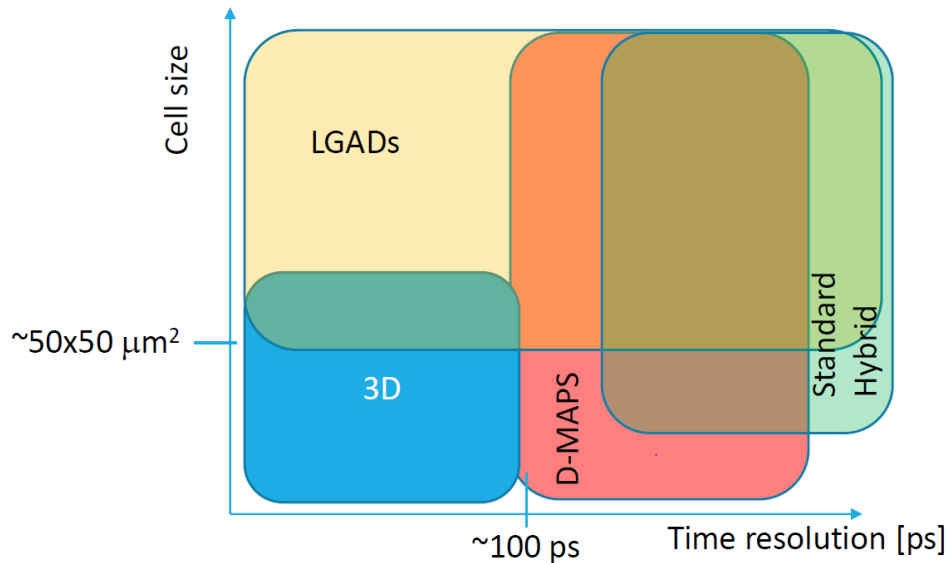 Cell size
LGADs
~50x50 μm²
3D
D-MAPS
Standard
Hybrid
~100 ps
Time resolution [ps]